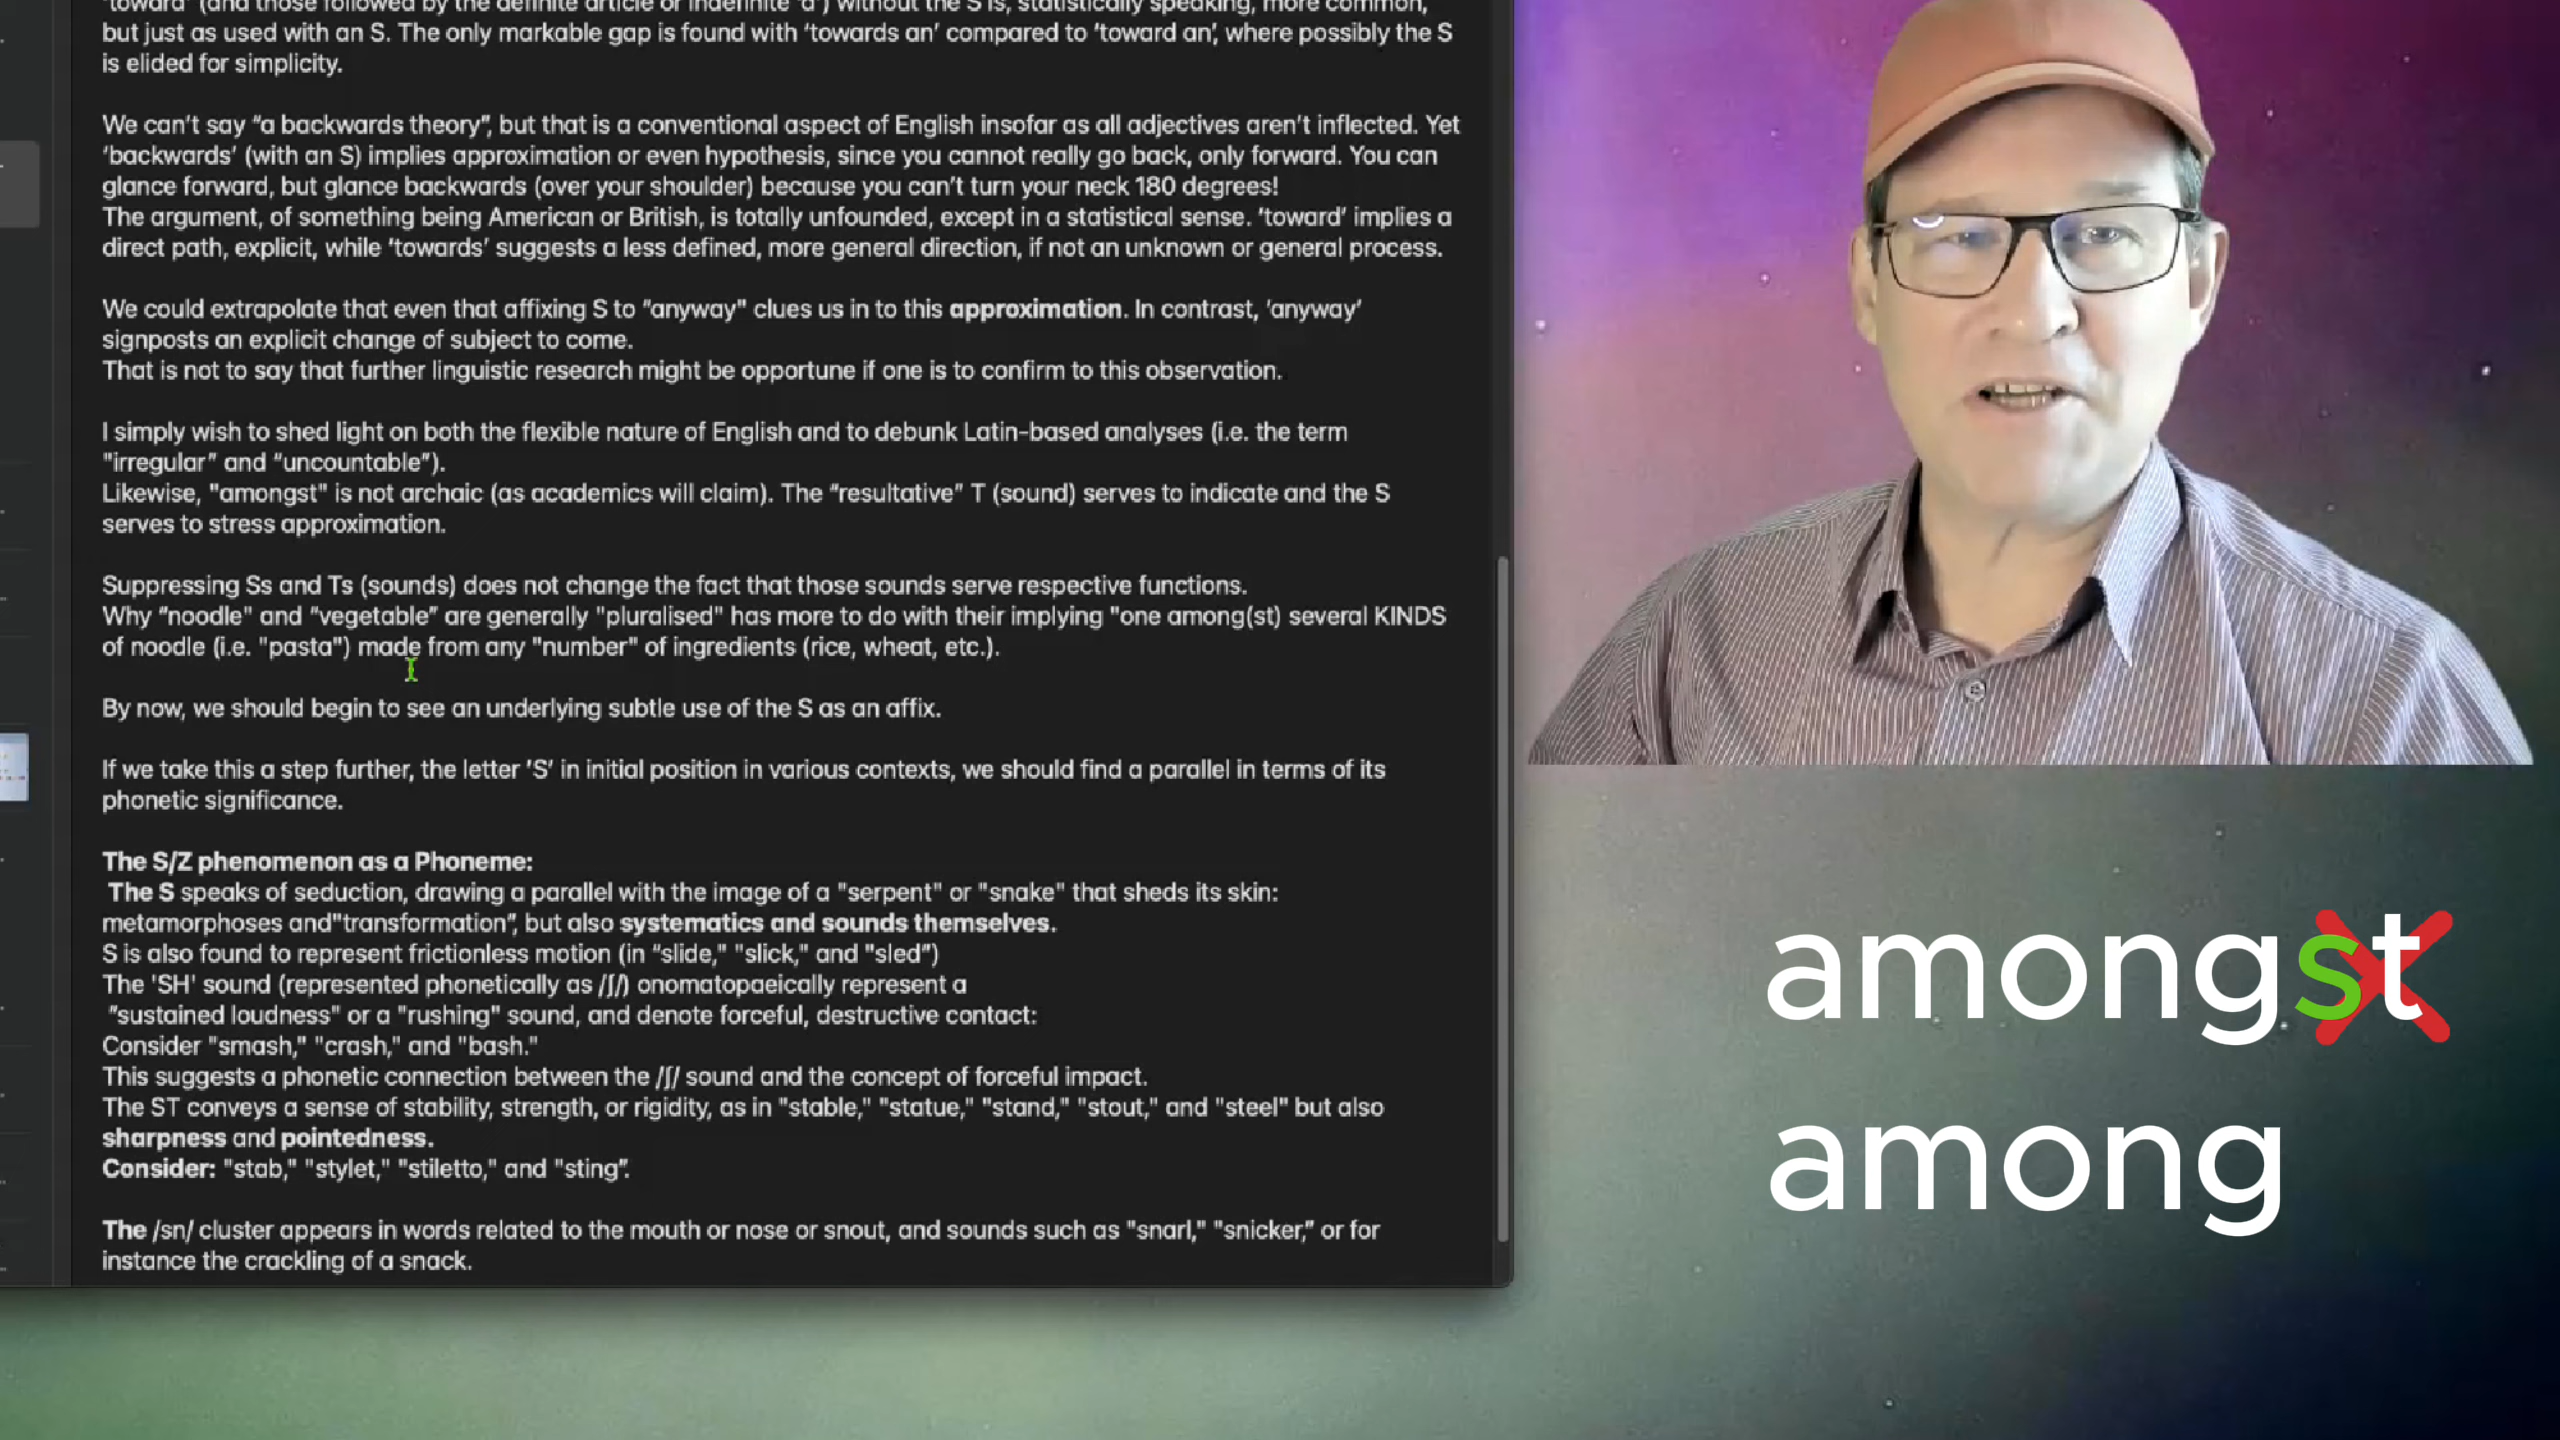 'toward' (and those followed by the definite article or indefinite 'a') without the S is, statistically speaking, more common,
but just as used with an S. The only markable gap is found with 'towards an' compared to 'toward an', where possibly the S
is elided for simplicity.
We can't say "a backwards theory", but that is a conventional aspect of English insofar as all adjectives aren't inflected. Yet
'backwards' (with an S) implies approximation or even hypothesis, since you cannot really go back, only forward. You can
glance forward, but glance backwards (over your shoulder) because you can't turn your neck 180 degrees!
The argument, of something being American or British, is totally unfounded, except in a statistical sense. 'toward' implies a
direct path, explicit, while 'towards' suggests a less defined, more general direction, if not an unknown or general process.
We could extrapolate that even that affixing S to "anyway" clues us in to this approximation. In contrast, 'anyway'
signposts an explicit change of subject to come.
That is not to say that further linguistic research might be opportune if one is to confirm to this observation.
I simply wish to shed light on both the flexible nature of English and to debunk Latin-based analyses (i.e. the term
"irregular" and "uncountable").
Likewise, "amongst" is not archaic (as academics will claim). The "resultative" T (sound) serves to indicate and the S
serves to stress approximation.
Suppressing Ss and Ts (sounds) does not change the fact that those sounds serve respective functions.
Why "noodle" and "vegetable" are generally "pluralised" has more to do with their implying "one among(st) several KINDS
of noodle (i.e. "pasta") made from any "number" of ingredients (rice, wheat, etc.).
By now, we should begin to see an underlying subtle use of the S as an affix.
If we take this a step further, the letter 'S' in initial position in various contexts, we should find a parallel in terms of its
phonetic significance.
The S/Z phenomenon as a Phoneme:
The S speaks of seduction, drawing a parallel with the image of a "serpent" or "snake" that sheds its skin:
metamorphoses and"transformation", but also systematics and sounds themselves.
S is also found to represent frictionless motion (in "slide," "slick," and "sled")
The 'SH' sound (represented phonetically as /ʃ/) onomatopaeically represent a
"sustained loudness" or a "rushing" sound, and denote forceful, destructive contact:
Consider "smash," "crash," and "bash."
This suggests a phonetic connection between the /ʃ/ sound and the concept of forceful impact.
The ST conveys a sense of stability, strength, or rigidity, as in "stable," "statue," "stand," "stout," and "steel" but also
sharpness and pointedness.
Consider: "stab," "stylet," "stiletto," and "sting".
The /sn/ cluster appears in words related to the mouth or nose or snout, and sounds such as "snarl," "snicker," or for
instance the crackling of a snack.
amongst
among